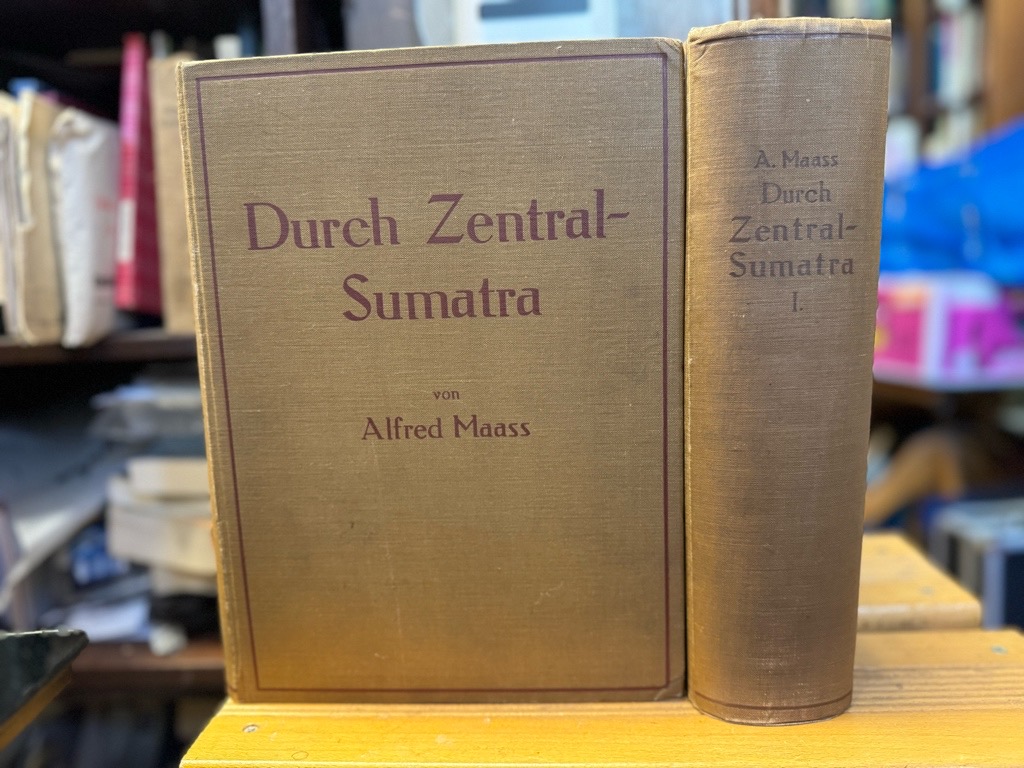 Durch Zentral-
Sumatra
von
Alfred Maass
A. Maass
Durch
Zentral-
Sumatra
I.